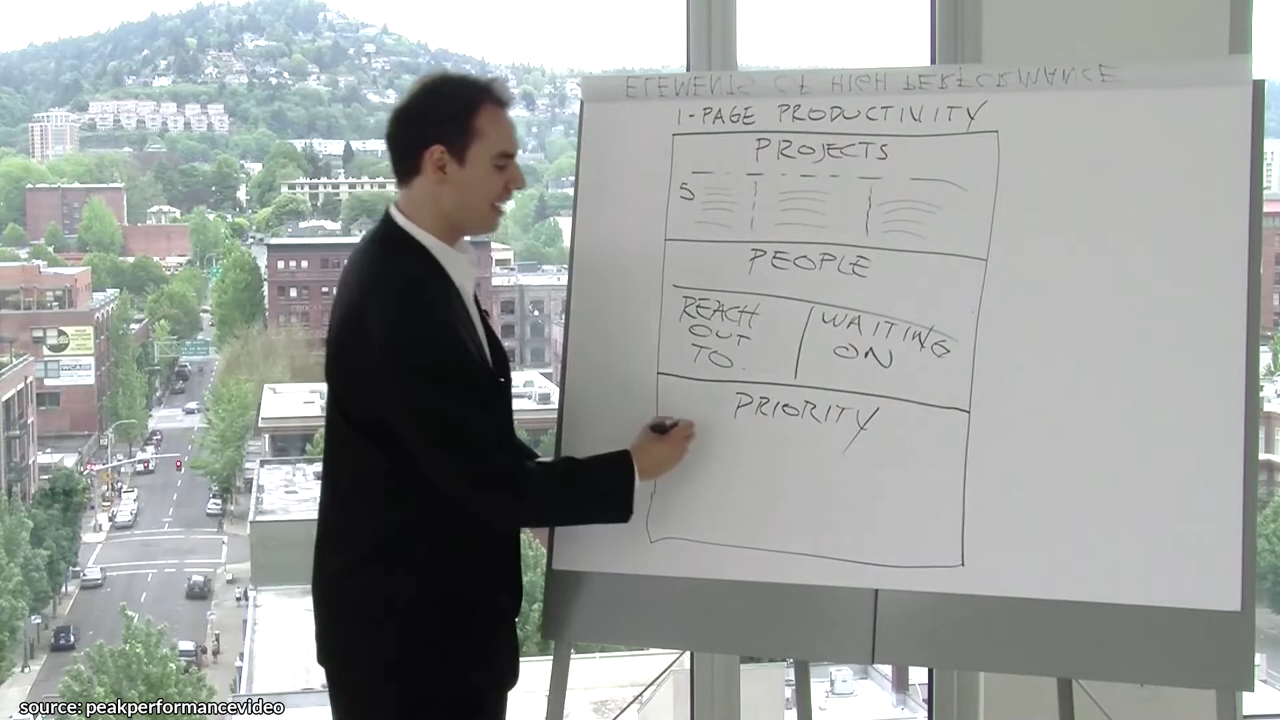 ELEMENTS OF HIGH PERFORMANCE
1-PAGE PRODUCTIVITY
PROJECTS
5
PEOPLE
REACH
OUT
TO.
WAITING
ON
PRIORITY
source: peakperformancevideo